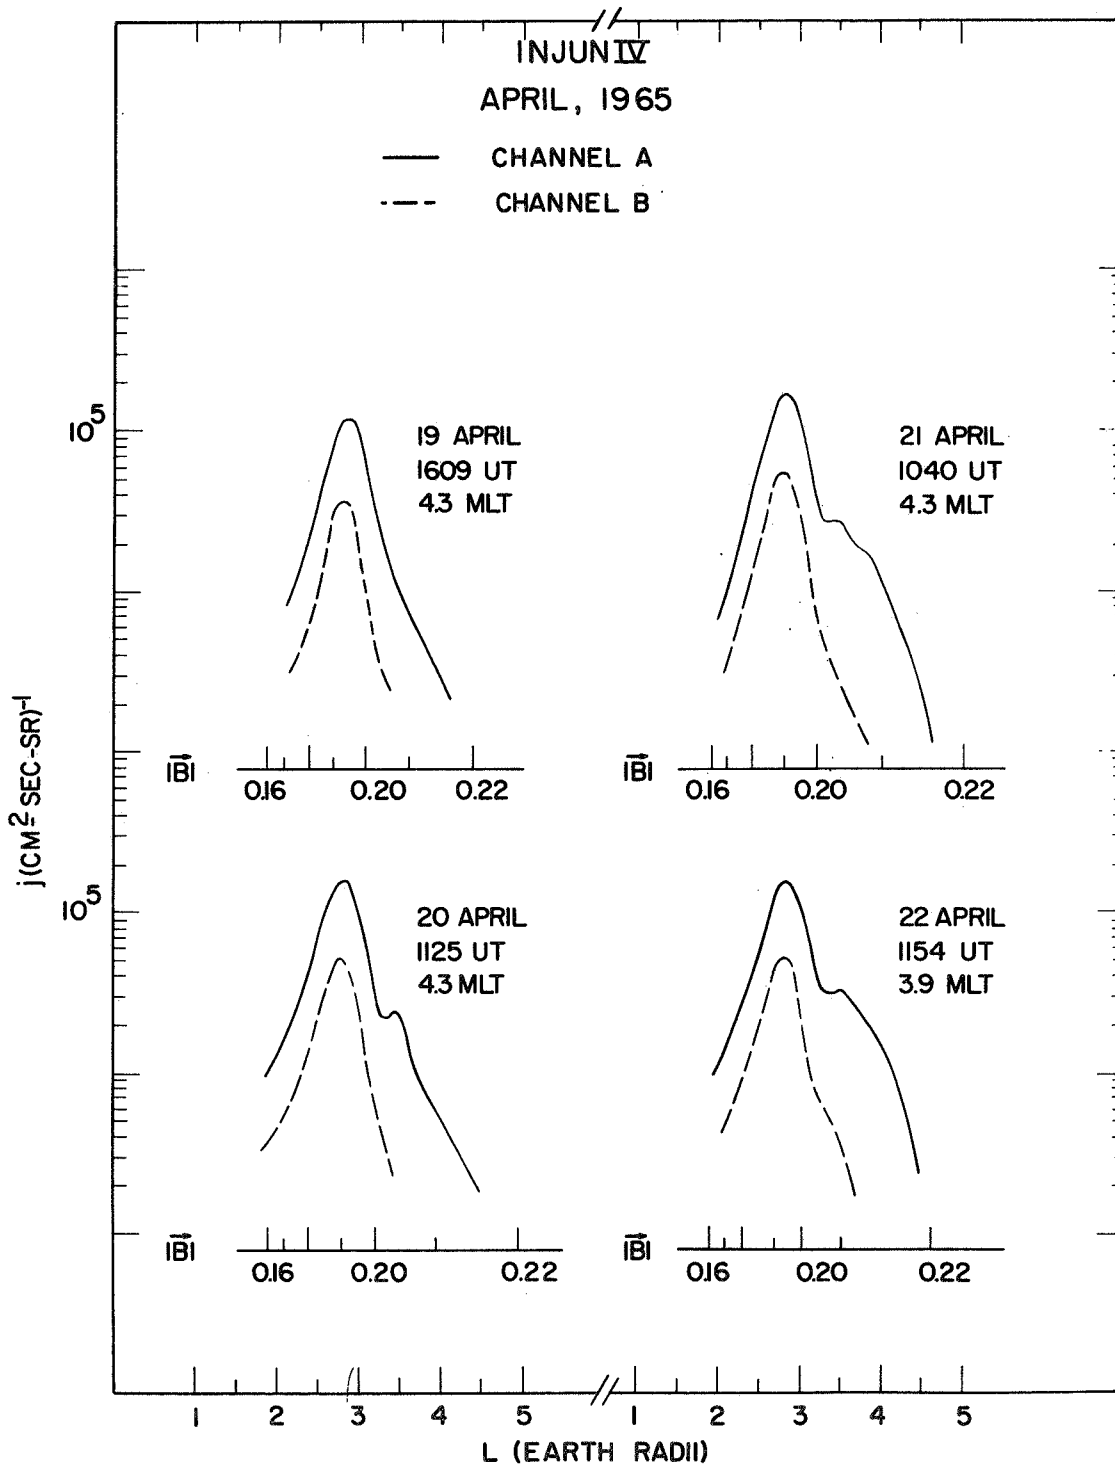 INJUN IV
APRIL, 1965
CHANNEL A
CHANNEL B
10^5
19 APRIL
1609 UT
4.3 MLT
21 APRIL
1040 UT
4.3 MLT
|B⃗|
0.16 0.20 0.22
|B⃗|
0.16 0.20 0.22
j(CM²-SEC-SR)⁻¹
10^5
20 APRIL
1125 UT
4.3 MLT
22 APRIL
1154 UT
3.9 MLT
|B⃗|
0.16 0.20 0.22
|B⃗|
0.16 0.20 0.22
1 2 3 4 5 1 2 3 4 5
L (EARTH RADII)